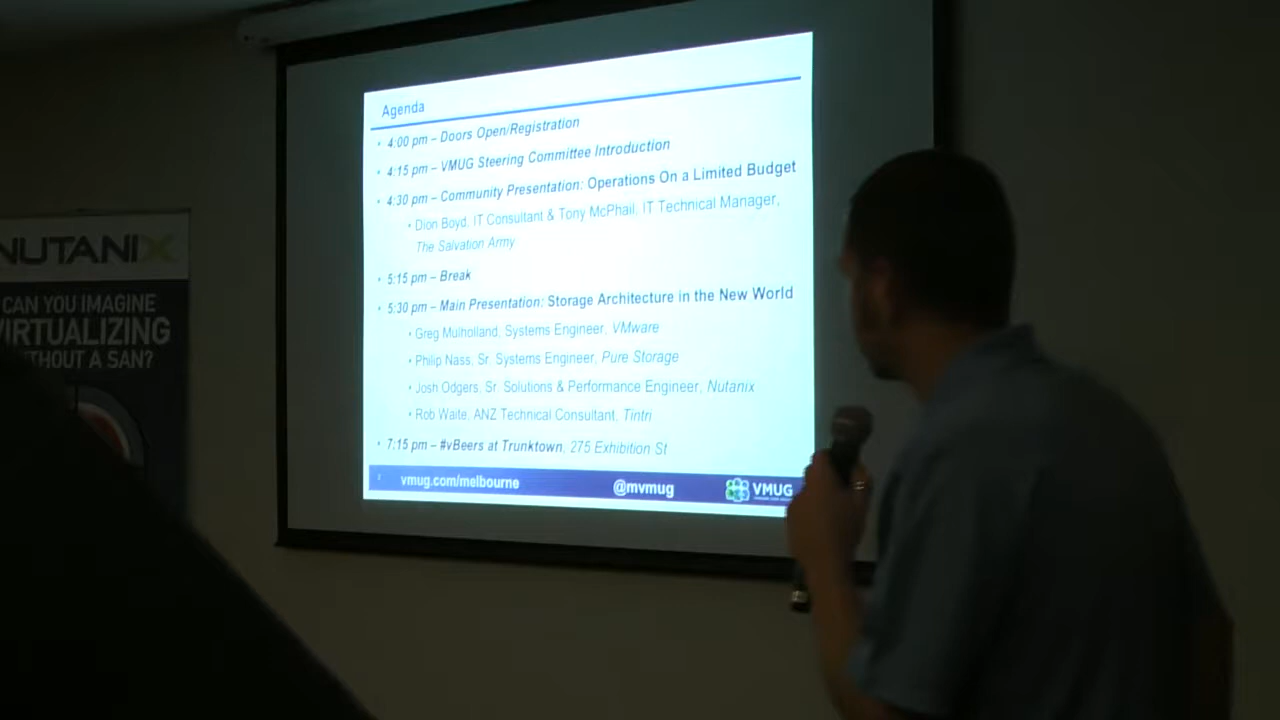 Agenda
• 4:00 pm – Doors Open/Registration
• 4:15 pm – VMUG Steering Committee Introduction
• 4:30 pm – Community Presentation: Operations On a Limited Budget
• Dion Boyd, IT Consultant & Tony McPhail, IT Technical Manager,
The Salvation Army
• 5:15 pm – Break
• 5:30 pm – Main Presentation: Storage Architecture in the New World
• Greg Mulholland, Systems Engineer, VMware
• Philip Nass, Sr. Systems Engineer, Pure Storage
• Josh Odgers, Sr. Solutions & Performance Engineer, Nutanix
• Rob Waite, ANZ Technical Consultant, Tintri
• 7:15 pm – #vBeers at Trunktown, 275 Exhibition St
vmug.com/melbourne
@mvmug
VMUG
NUTANIX
CAN YOU IMAGINE
VIRTUALIZING
THOUT A SAN?